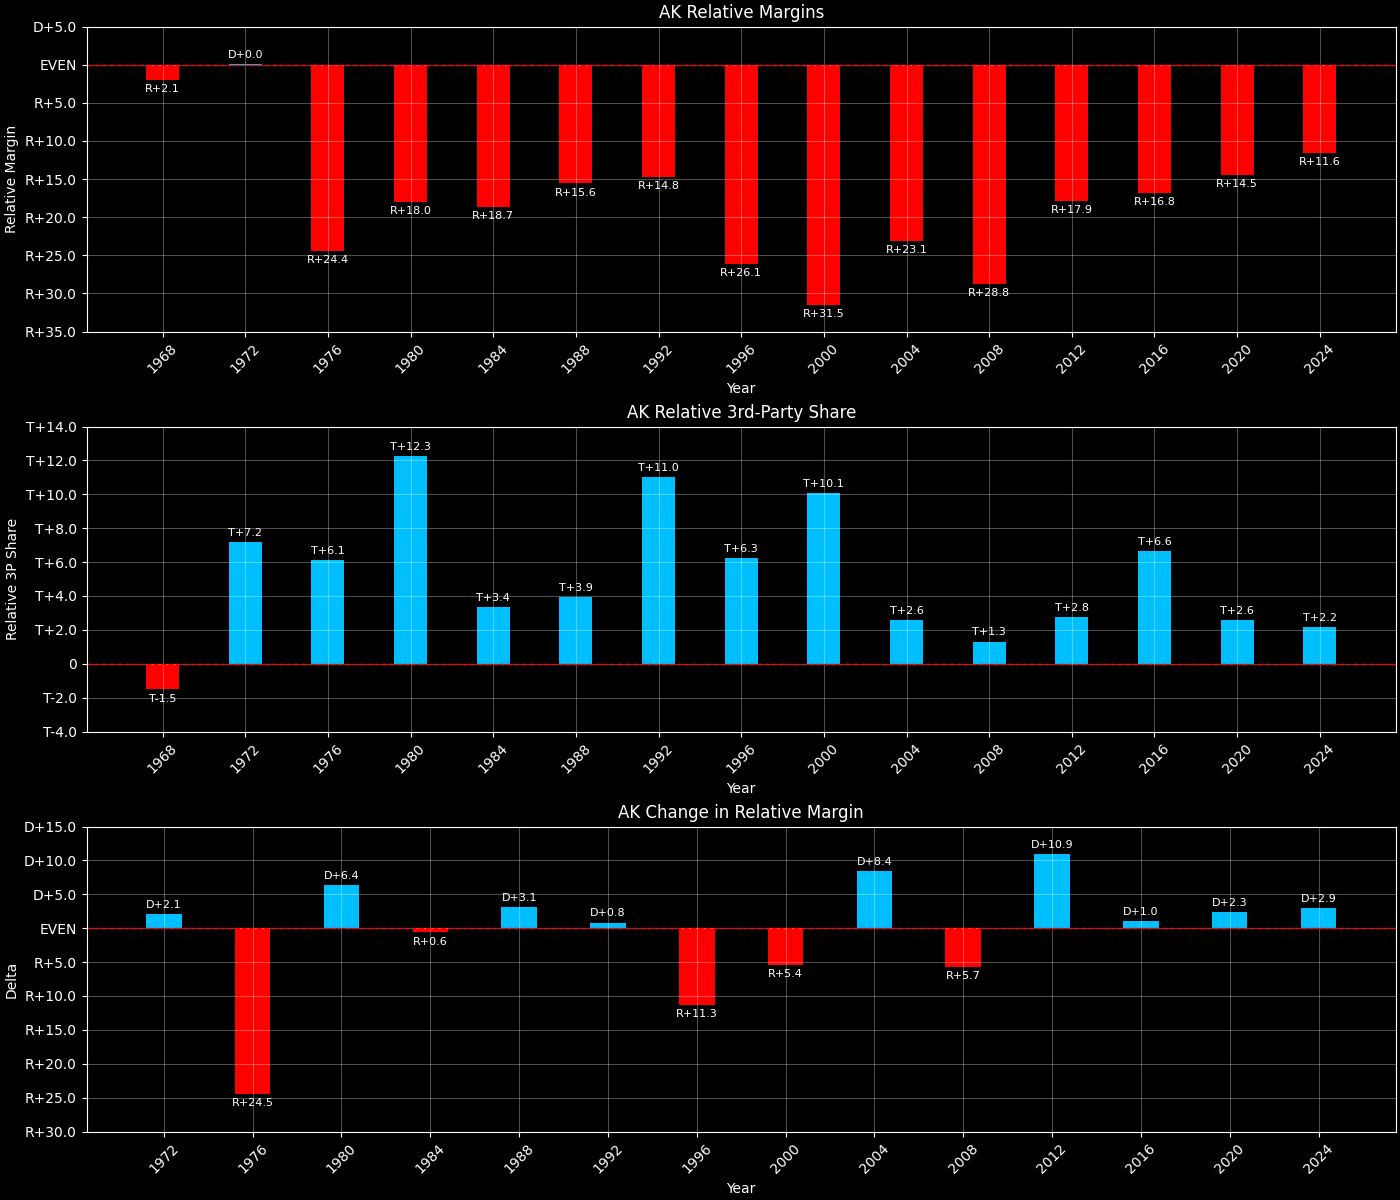 AK Relative Margins
Relative Margin
D+5.0
EVEN
R+5.0
R+10.0
R+15.0
R+20.0
R+25.0
R+30.0
R+35.0
R+2.1
D+0.0
R+24.4
R+18.0
R+18.7
R+15.6
R+14.8
R+26.1
R+31.5
R+23.1
R+28.8
R+17.9
R+16.8
R+14.5
R+11.6
1968
1972
1976
1980
1984
1988
1992
1996
2000
2004
2008
2012
2016
2020
2024
Year
AK Relative 3rd-Party Share
Relative 3P Share
T+14.0
T+12.0
T+10.0
T+8.0
T+6.0
T+4.0
T+2.0
0
T-2.0
T-4.0
T-1.5
T+7.2
T+6.1
T+12.3
T+3.4
T+3.9
T+11.0
T+6.3
T+10.1
T+2.6
T+1.3
T+2.8
T+6.6
T+2.6
T+2.2
1968
1972
1976
1980
1984
1988
1992
1996
2000
2004
2008
2012
2016
2020
2024
Year
AK Change in Relative Margin
Delta
D+15.0
D+10.0
D+5.0
EVEN
R+5.0
R+10.0
R+15.0
R+20.0
R+25.0
R+30.0
D+2.1
R+24.5
D+6.4
R+0.6
D+3.1
D+0.8
R+11.3
R+5.4
D+8.4
R+5.7
D+10.9
D+1.0
D+2.3
D+2.9
1972
1976
1980
1984
1988
1992
1996
2000
2004
2008
2012
2016
2020
2024
Year